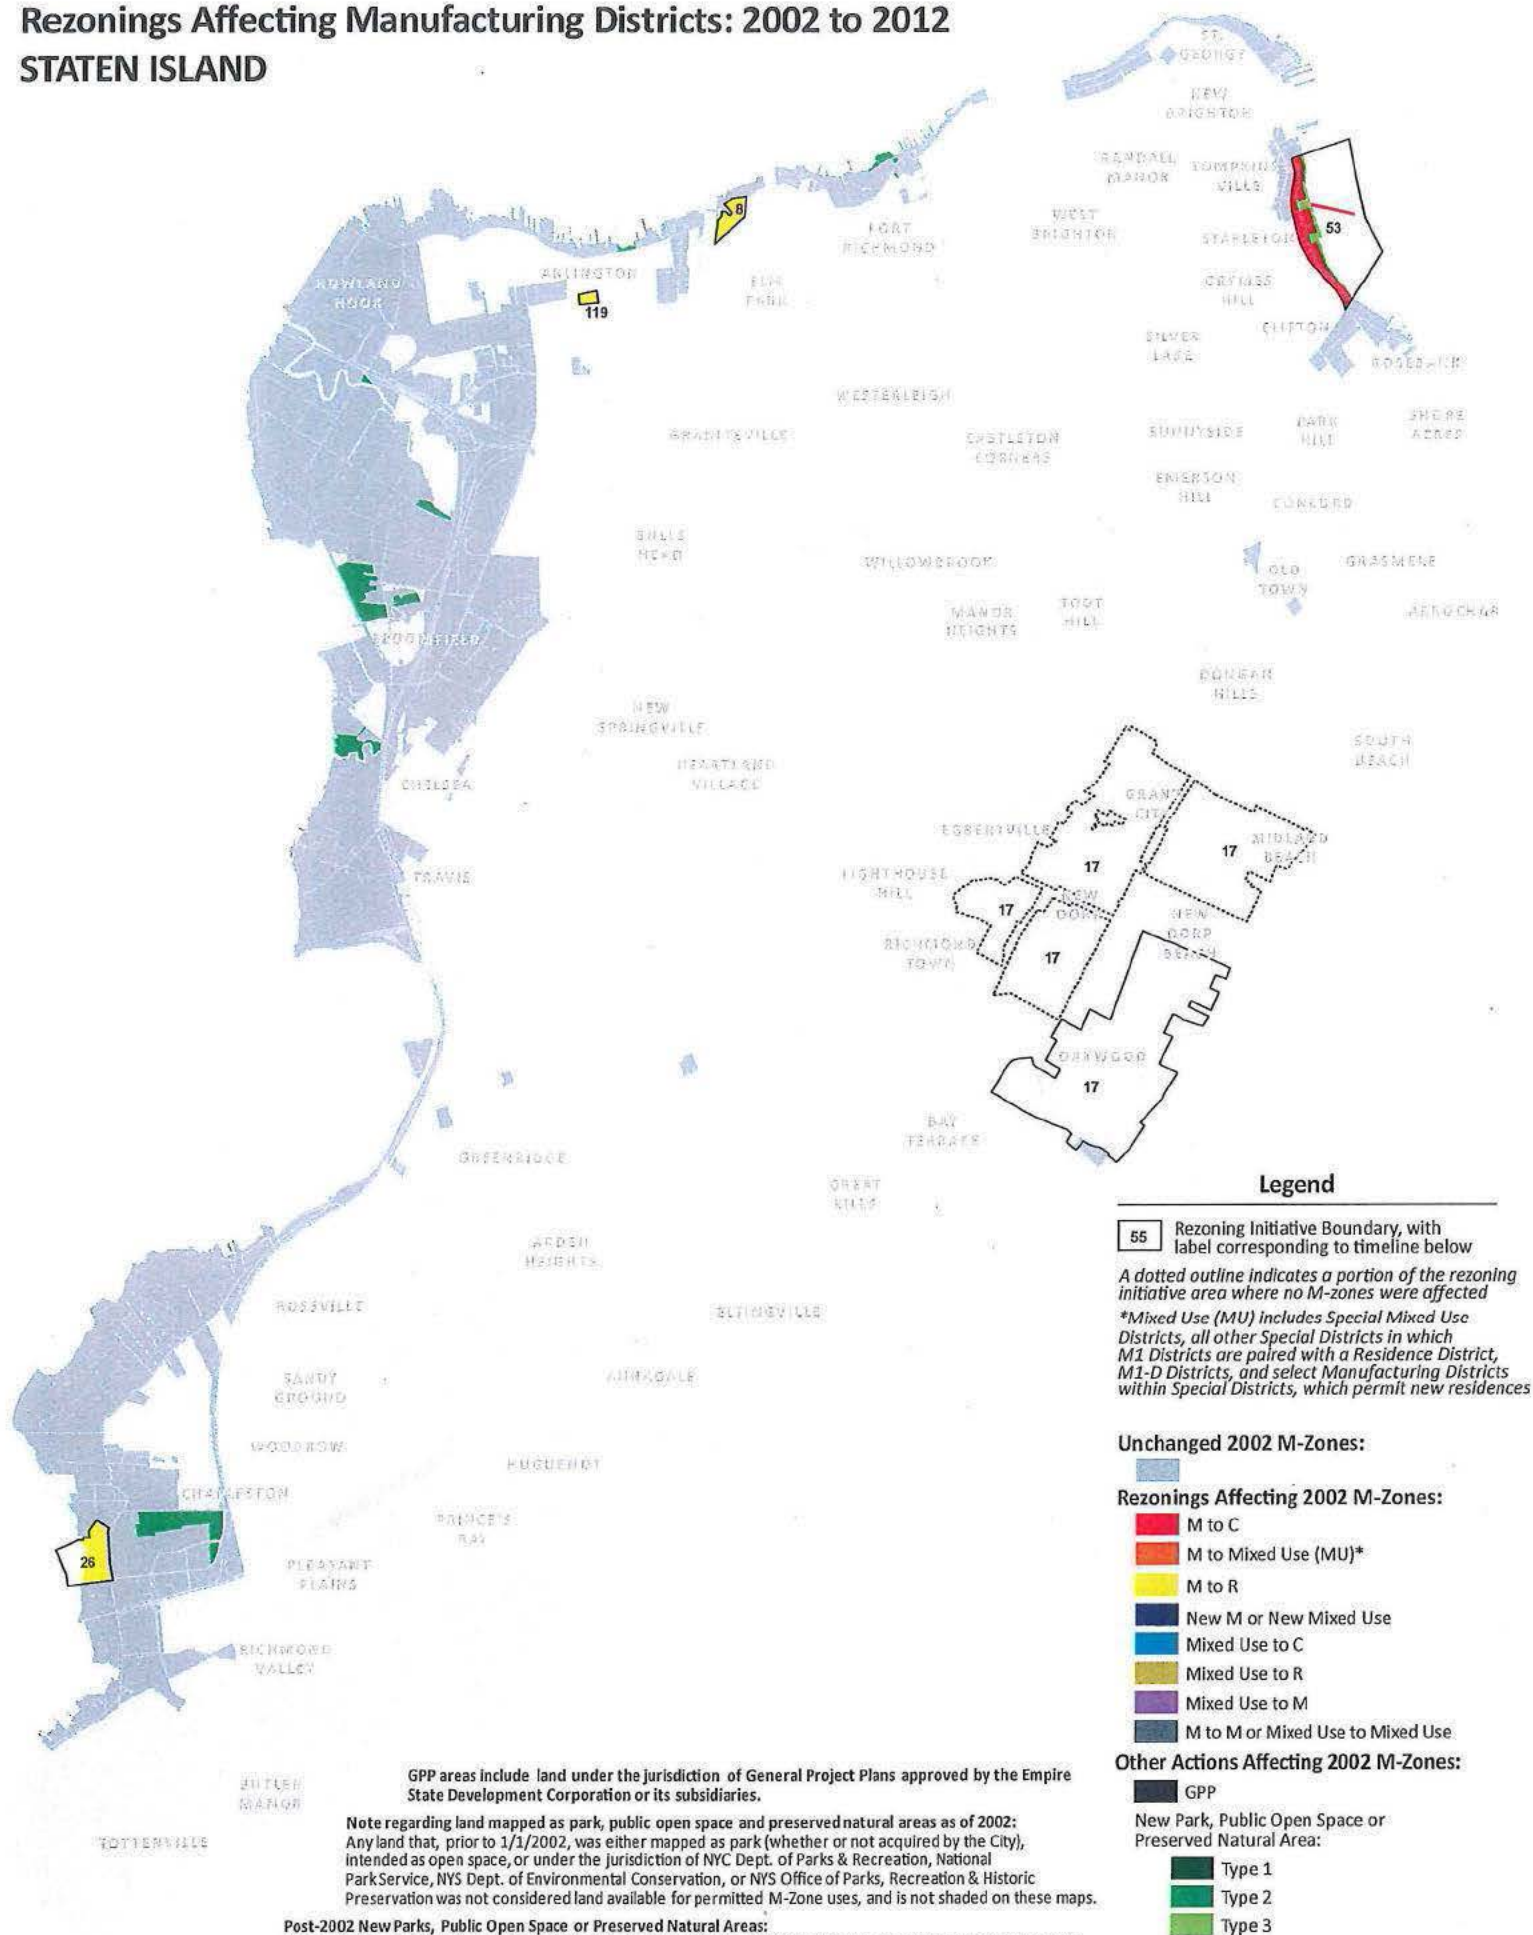 Rezonings Affecting Manufacturing Districts: 2002 to 2012
STATEN ISLAND
ST.
GEORGE
NEW
BRIGHTON
RANDALL
MANOR
TOMPKINS
VILLE
WEST
BRIGHTON
STAPLETON
53
8
PORT
RICHMOND
GRYMES
HILL
ARLINGTON
119
ELM
PARK
HOWLAND
HOOK
CLIFTON
SILVER
LAKE
ROSEBANK
WESTERLEIGH
GRANITEVILLE
CASTLETON
CORNERS
SUNNYSIDE
PARK
HILL
SHORE
ACRES
EMERSON
HILL
CONCORD
BULLS
HEAD
WILLOWBROOK
OLD
TOWN
GRASMERE
MANOR
HEIGHTS
TODT
HILL
ARROCHAR
BLOOMFIELD
DONGAN
HILLS
NEW
SPRINGVILLE
SOUTH
BEACH
HEARTLAND
VILLAGE
CHELSEA
GRANT
CITY
EGBERTVILLE
MIDLAND
BEACH
17
17
LIGHTHOUSE
HILL
TRAVIS
NEW
DORP
17
NEW
DORP
BEACH
RICHMOND
TOWN
17
OAKWOOD
17
BAY
TERRACE
GREENRIDGE
GREAT
KILLS
ARDEN
HEIGHTS
ROSSVILLE
ELTINGVILLE
SANDY
GROUND
ANNADALE
WOODROW
HUGUENOT
CHARLESTON
PRINCE'S
BAY
26
PLEASANT
PLAINS
RICHMOND
VALLEY
BUTLER
MANOR
TOTTENVILLE
Legend
55
Rezoning Initiative Boundary, with
label corresponding to timeline below
A dotted outline indicates a portion of the rezoning
initiative area where no M-zones were affected
*Mixed Use (MU) includes Special Mixed Use
Districts, all other Special Districts in which
M1 Districts are paired with a Residence District,
M1-D Districts, and select Manufacturing Districts
within Special Districts, which permit new residences
Unchanged 2002 M-Zones:
Rezonings Affecting 2002 M-Zones:
M to C
M to Mixed Use (MU)*
M to R
New M or New Mixed Use
Mixed Use to C
Mixed Use to R
Mixed Use to M
M to M or Mixed Use to Mixed Use
Other Actions Affecting 2002 M-Zones:
GPP
New Park, Public Open Space or
Preserved Natural Area:
Type 1
Type 2
Type 3
GPP areas include land under the jurisdiction of General Project Plans approved by the Empire
State Development Corporation or its subsidiaries.
Note regarding land mapped as park, public open space and preserved natural areas as of 2002:
Any land that, prior to 1/1/2002, was either mapped as park (whether or not acquired by the City),
intended as open space, or under the jurisdiction of NYC Dept. of Parks & Recreation, National
Park Service, NYS Dept. of Environmental Conservation, or NYS Office of Parks, Recreation & Historic
Preservation was not considered land available for permitted M-Zone uses, and is not shaded on these maps.
Post-2002 New Parks, Public Open Space or Preserved Natural Areas: